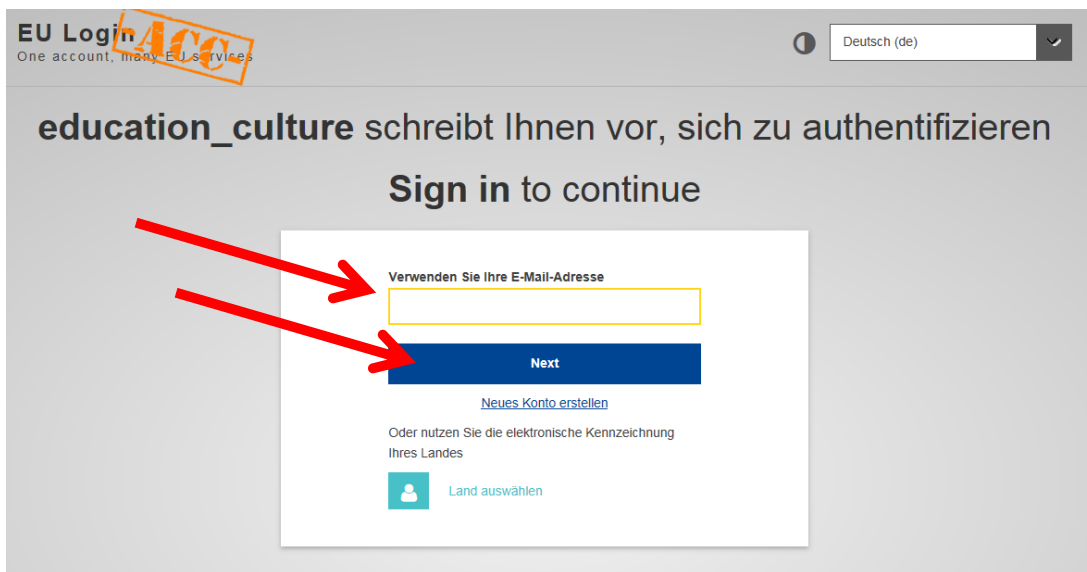 EU Login
ACC-
One account, many EU services
Deutsch (de)
education_culture schreibt Ihnen vor, sich zu authentifizieren
Sign in to continue
Verwenden Sie Ihre E-Mail-Adresse
Next
Neues Konto erstellen
Oder nutzen Sie die elektronische Kennzeichnung
Ihres Landes
Land auswählen